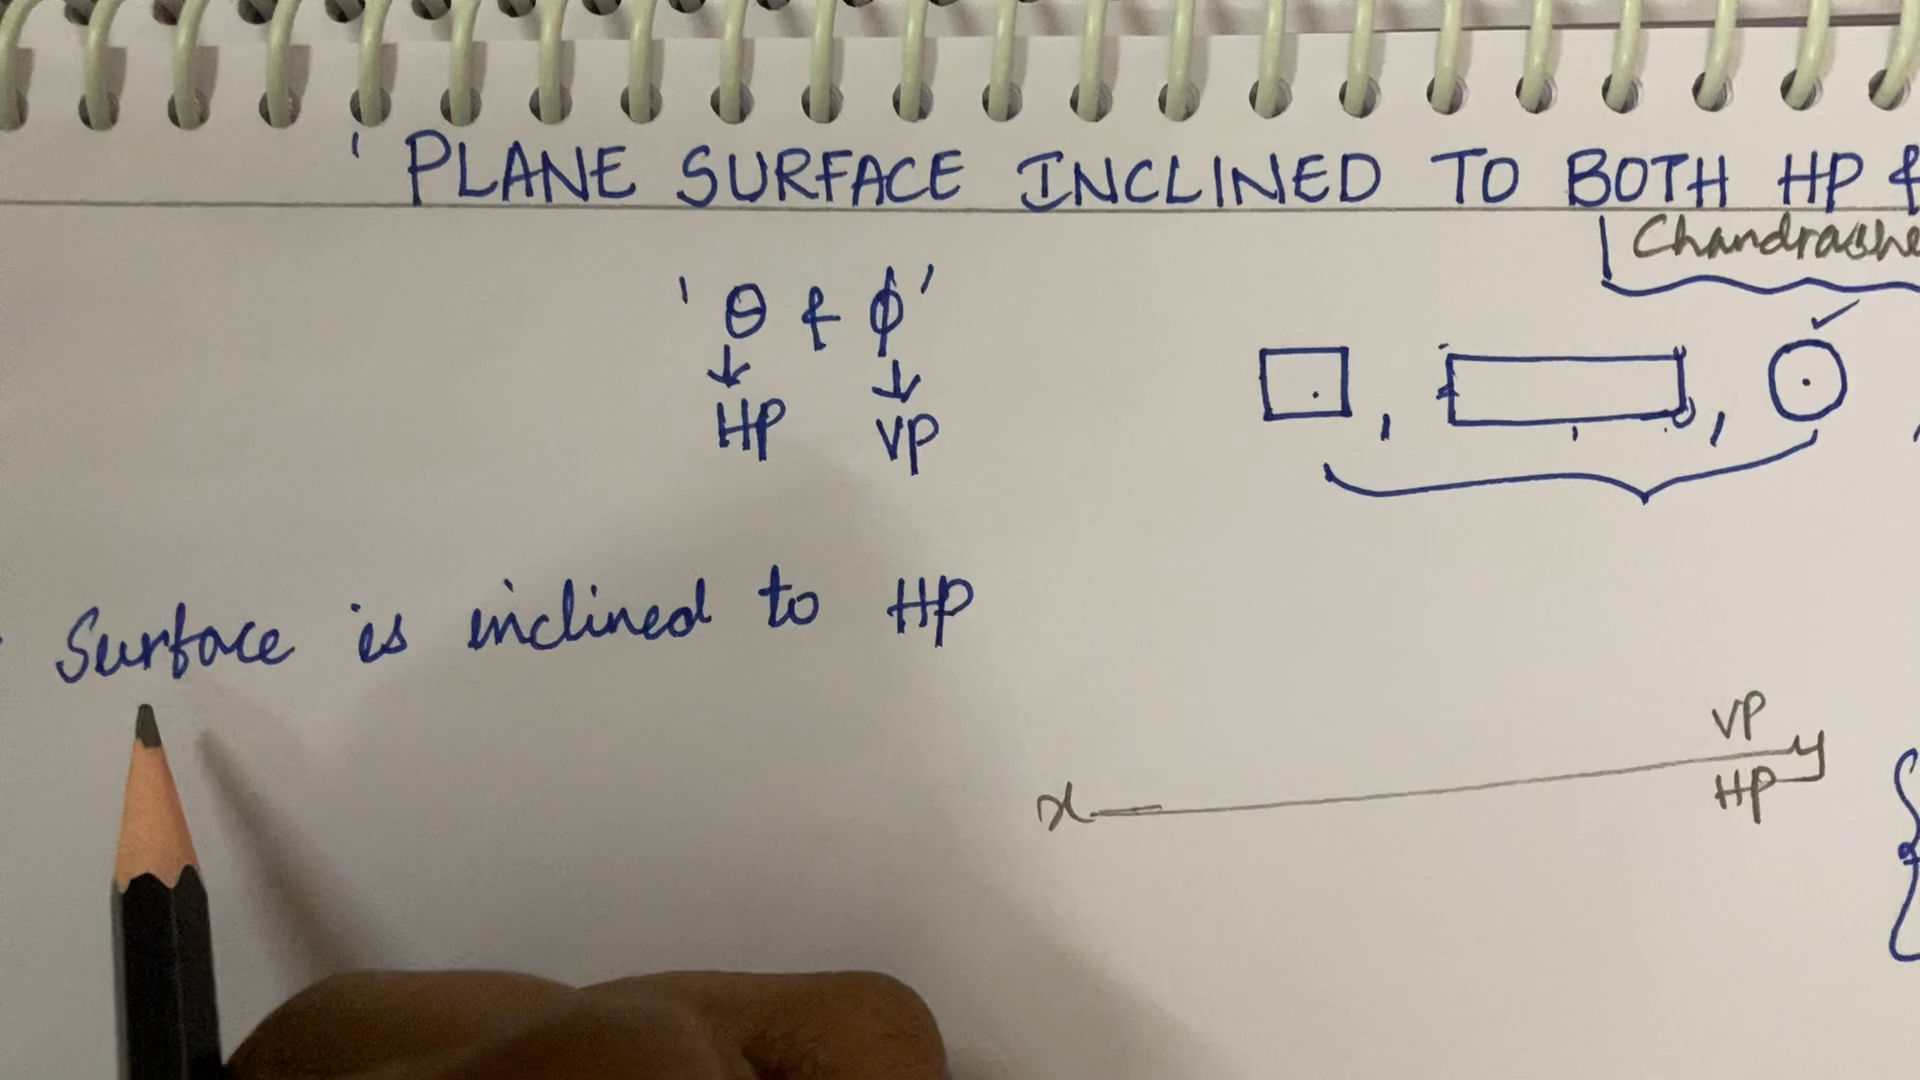 ' PLANE SURFACE INCLINED TO BOTH HP &
' θ & ϕ '
HP VP
Surface is inclined to HP
VP
x y
HP